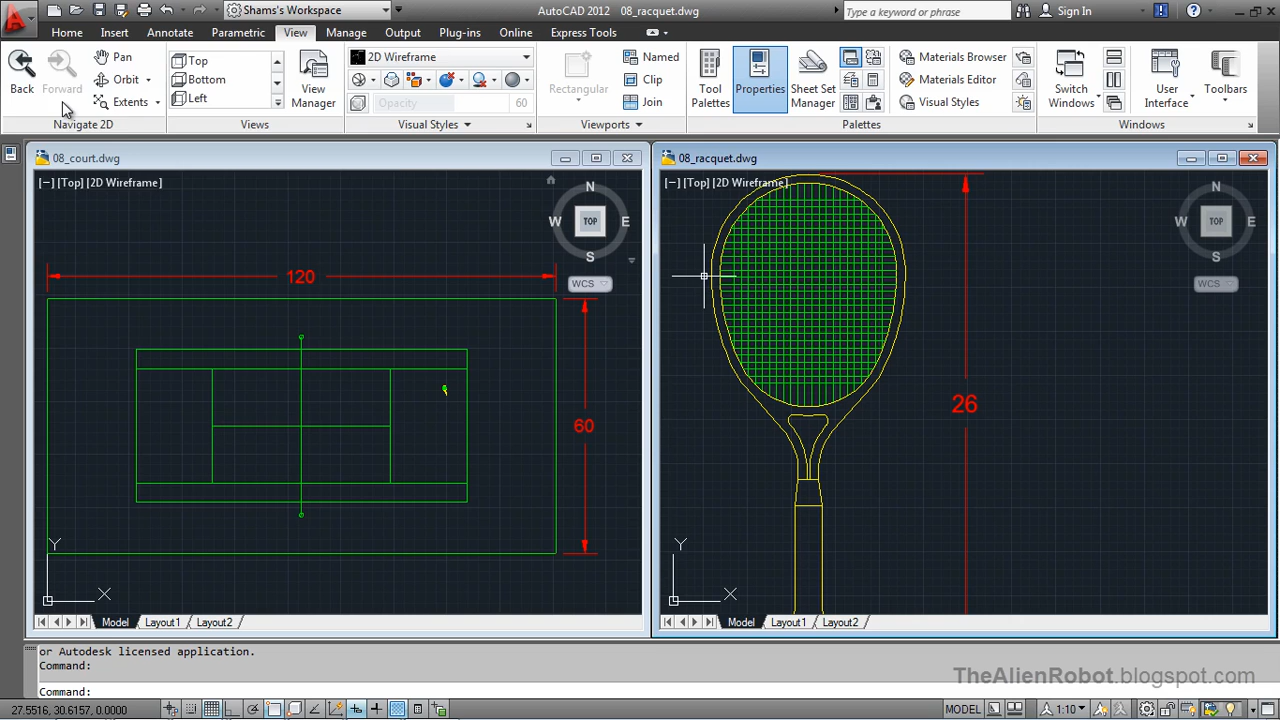 Shams's Workspace
AutoCAD 2012 08_racquet.dwg
Type a keyword or phrase
Sign In
Home Insert Annotate Parametric View Manage Output Plug-ins Online Express Tools
Back
Forward
Pan
Orbit
Extents
Navigate 2D
Top
Bottom
Left
View Manager
Views
2D Wireframe
Opacity 60
Visual Styles
Rectangular
Named
Clip
Join
Viewports
Tool Palettes
Properties
Sheet Set Manager
Materials Browser
Materials Editor
Visual Styles
Palettes
Switch Windows
User Interface
Toolbars
Windows
08_court.dwg
[−] [Top] [2D Wireframe]
N
W TOP E
S
WCS
120
60
Y
X
Model Layout1 Layout2
08_racquet.dwg
[−] [Top] [2D Wireframe]
N
W TOP E
S
WCS
26
Y
X
Model Layout1 Layout2
or Autodesk licensed application.
Command:
Command:
TheAlienRobot.blogspot.com
27.5516, 30.6157, 0.0000
MODEL
1:10